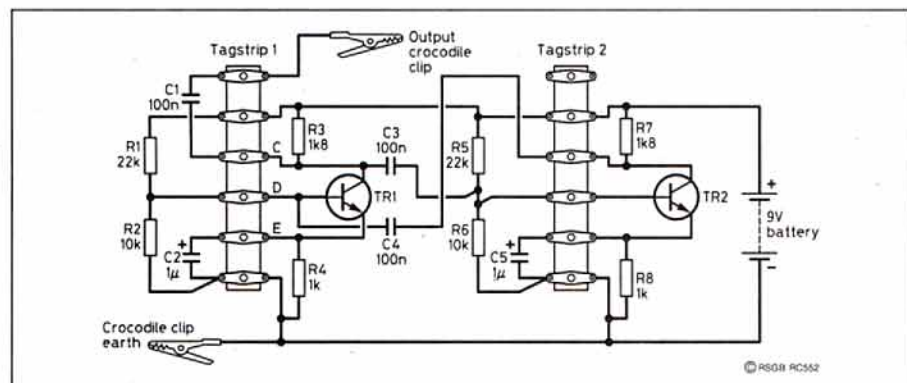 Tagstrip 1
Output
crocodile
clip
Tagstrip 2
C1
100n
R1
22k
R2
10k
C2
1μ
+
C
D
E
R3
1k8
C3
100n
TR1
C4
100n
R4
1k
R5
22k
R6
10k
C5
1μ
+
R7
1k8
TR2
R8
1k
+
9V
battery
−
Crocodile clip
earth
© RSGB RC552